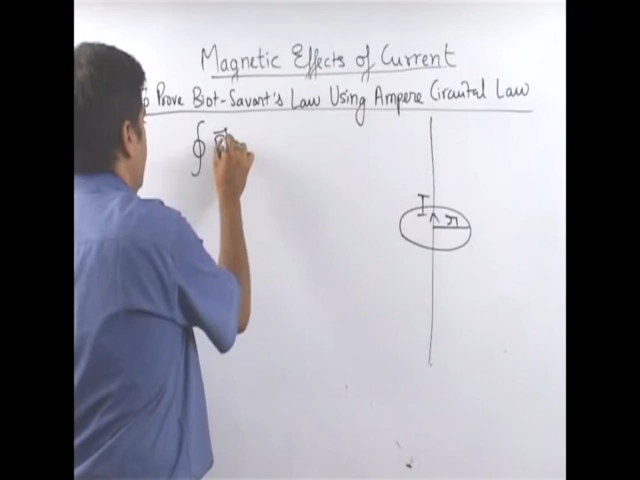 Magnetic Effects of Current
Prove Biot-Savart's Law Using Ampere Circuital Law
∮
I
r